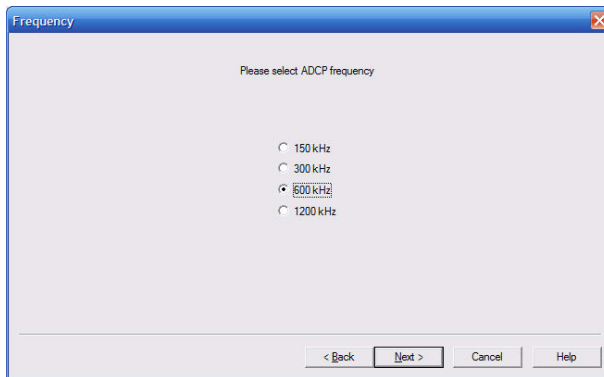 Frequency
Please select ADCP frequency
150 kHz
300 kHz
600 kHz
1200 kHz
< Back Next > Cancel Help